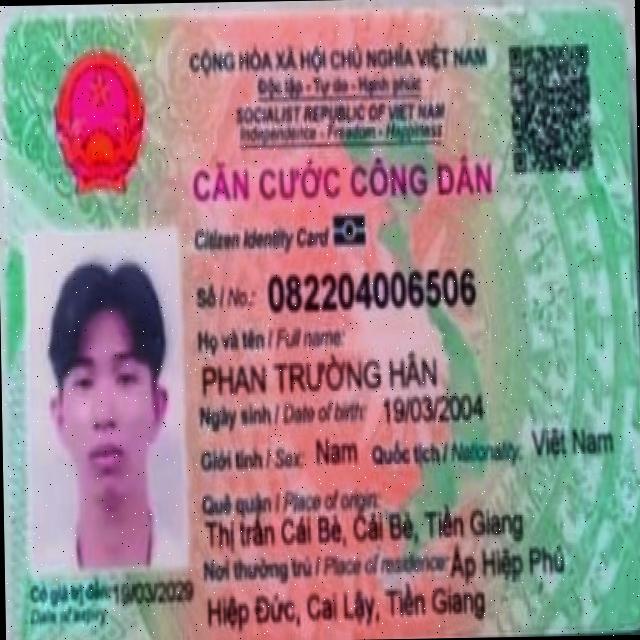 CỘNG HÒA XÃ HỘI CHỦ NGHĨA VIỆT NAM
Độc lập - Tự do - Hạnh phúc
SOCIALIST REPUBLIC OF VIET NAM
Independence - Freedom - Happiness
CĂN CƯỚC CÔNG DÂN
Citizen Identity Card
Số / No.: 082204006506
Họ và tên / Full name:
PHAN TRƯỜNG HÂN
Ngày sinh / Date of birth: 19/03/2004
Giới tính / Sex: Nam Quốc tịch / Nationality: Việt Nam
Quê quán / Place of origin:
Thị trấn Cái Bè, Cái Bè, Tiền Giang
Nơi thường trú / Place of residence: Ấp Hiệp Phú
Hiệp Đức, Cai Lậy, Tiền Giang
Có giá trị đến: 19/03/2029
Date of expiry